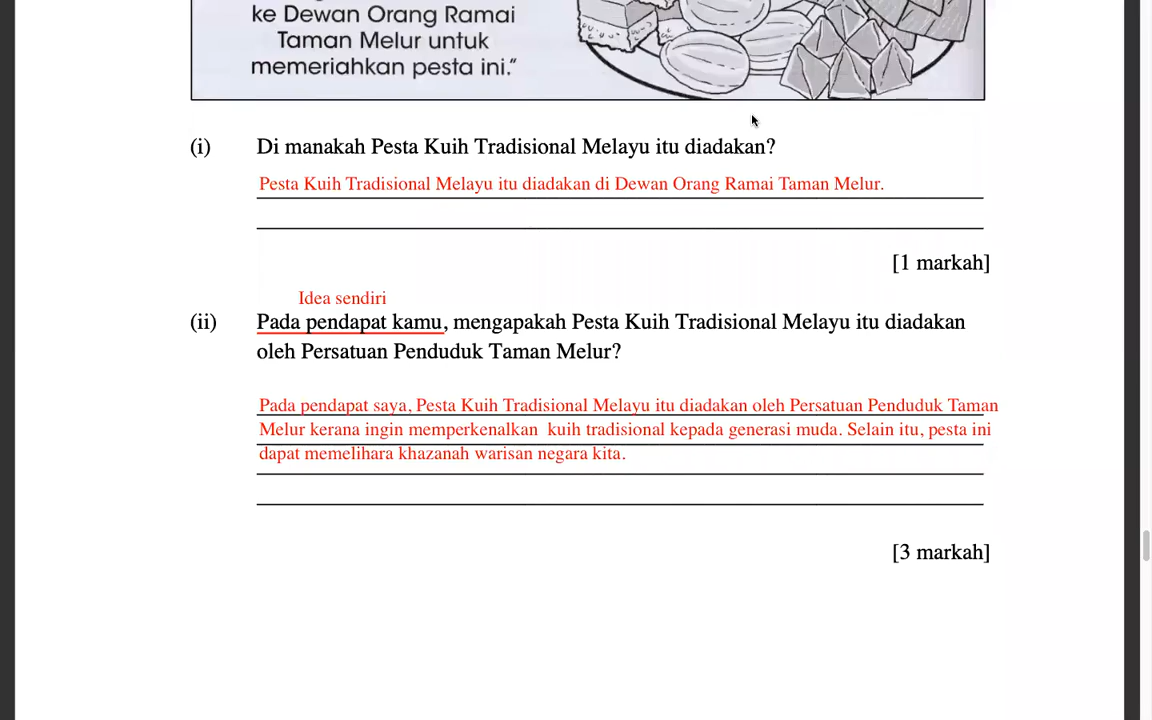 ke Dewan Orang Ramai
Taman Melur untuk
memeriahkan pesta ini."
(i) Di manakah Pesta Kuih Tradisional Melayu itu diadakan?
Pesta Kuih Tradisional Melayu itu diadakan di Dewan Orang Ramai Taman Melur.
[1 markah]
Idea sendiri
(ii) Pada pendapat kamu, mengapakah Pesta Kuih Tradisional Melayu itu diadakan
oleh Persatuan Penduduk Taman Melur?
Pada pendapat saya, Pesta Kuih Tradisional Melayu itu diadakan oleh Persatuan Penduduk Taman
Melur kerana ingin memperkenalkan  kuih tradisional kepada generasi muda. Selain itu, pesta ini
dapat memelihara khazanah warisan negara kita.
[3 markah]